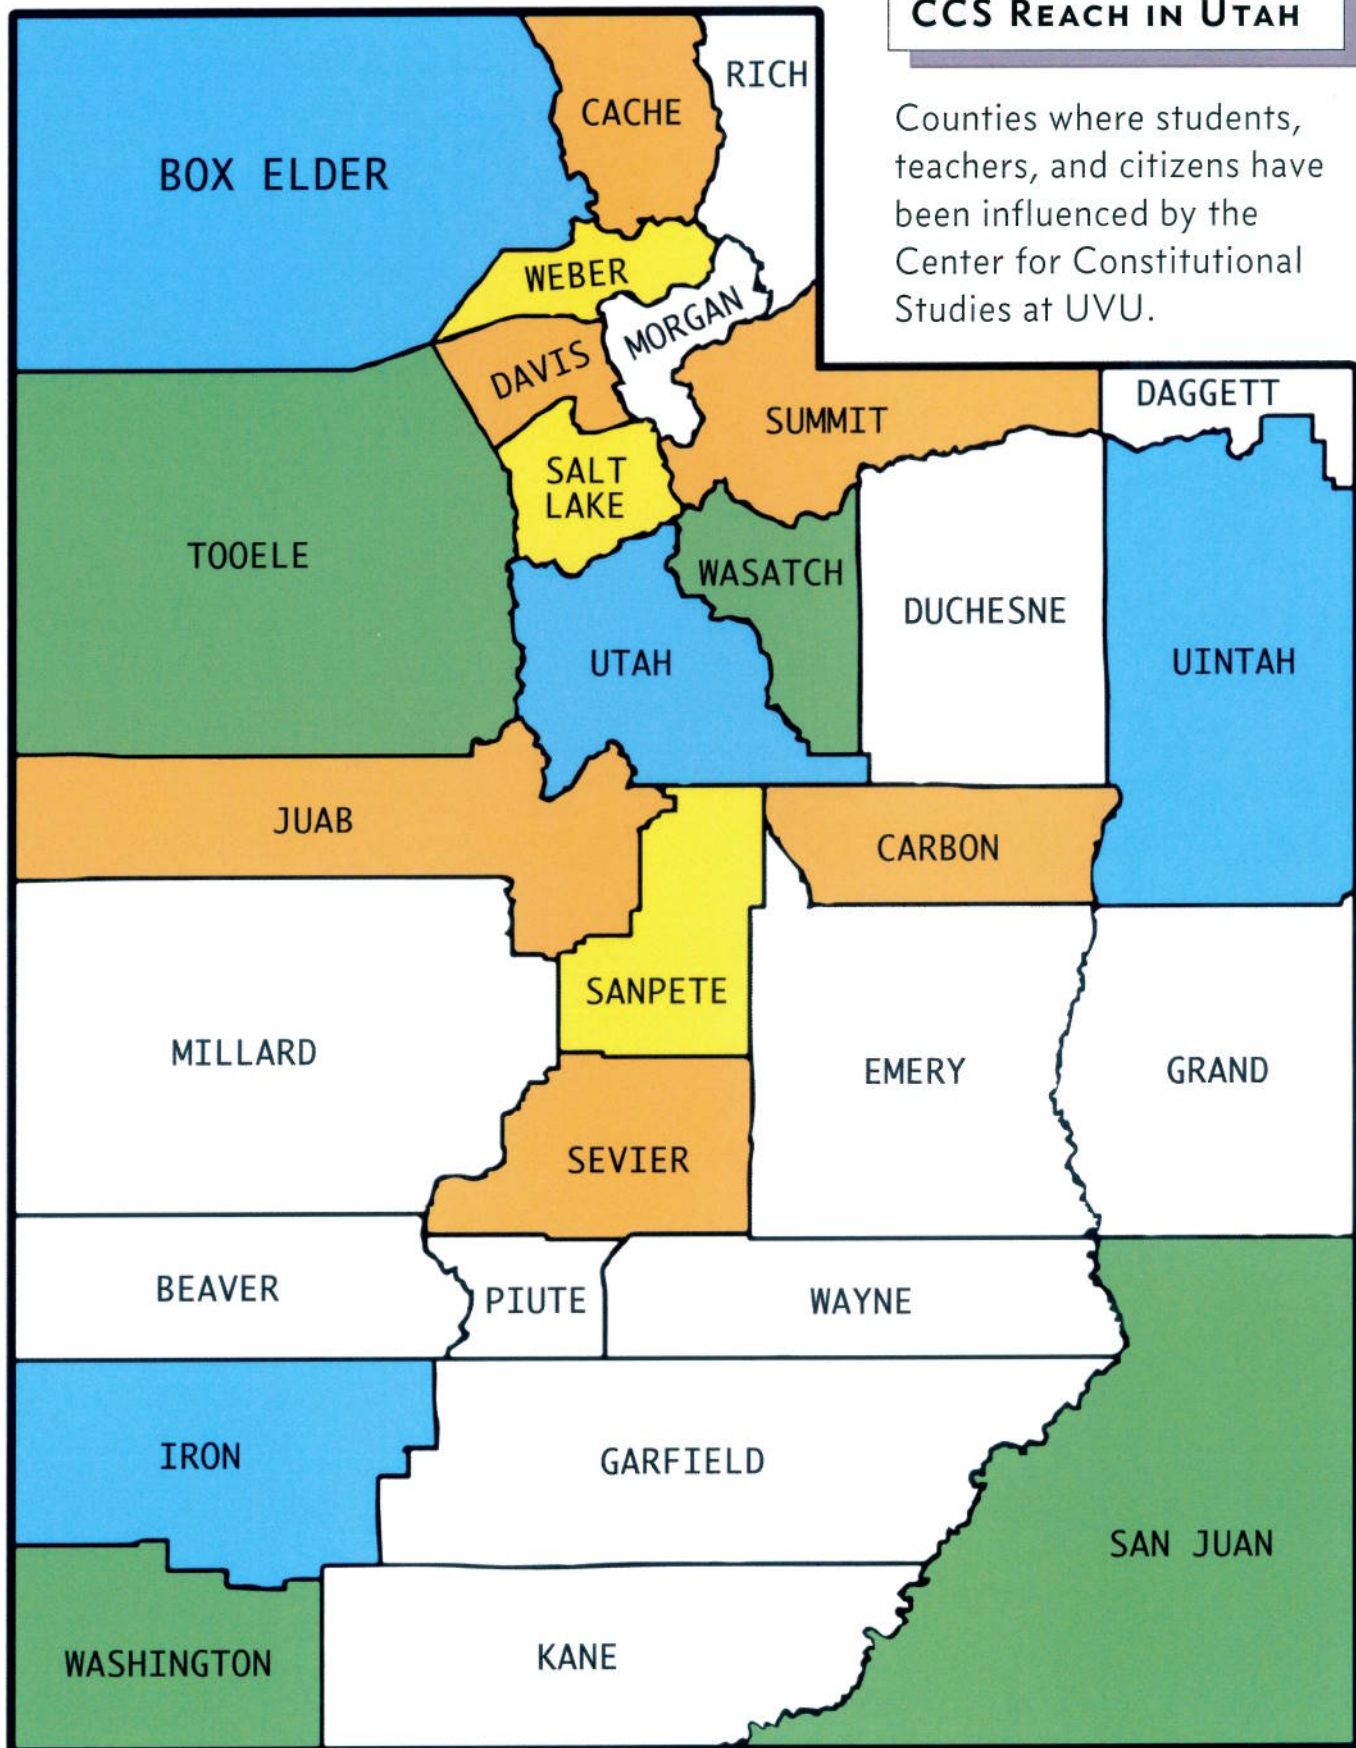 CCS REACH IN UTAH
Counties where students,
teachers, and citizens have
been influenced by the
Center for Constitutional
Studies at UVU.
RICH
CACHE
BOX ELDER
WEBER
MORGAN
DAVIS
DAGGETT
SUMMIT
SALT
LAKE
TOOELE
WASATCH
DUCHESNE
UTAH
UINTAH
JUAB
CARBON
SANPETE
MILLARD
EMERY
GRAND
SEVIER
BEAVER
PIUTE
WAYNE
IRON
GARFIELD
SAN JUAN
WASHINGTON
KANE